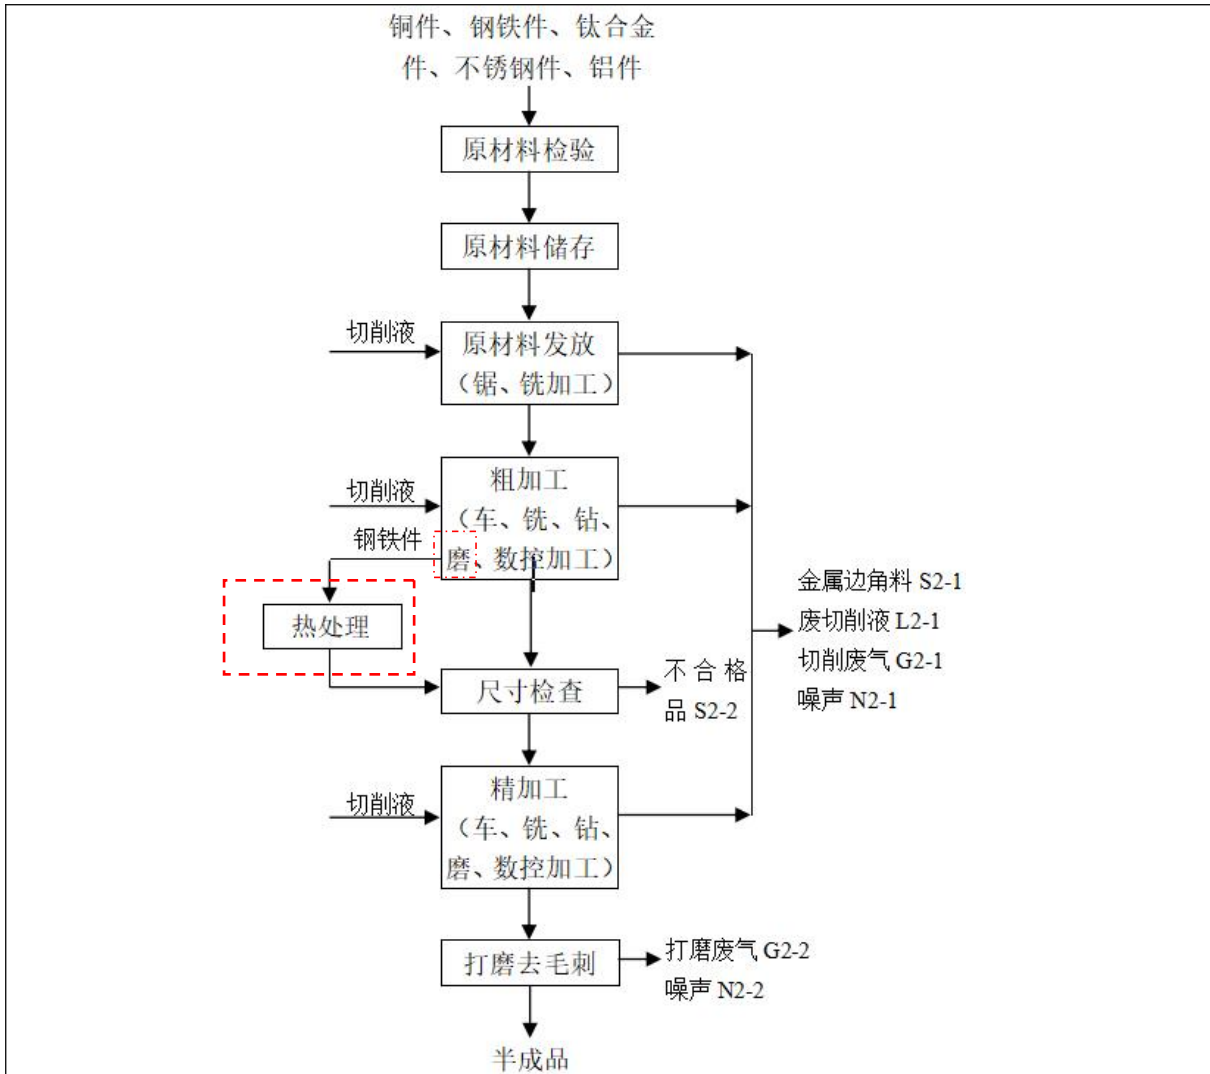 铜件、钢铁件、钛合金
件、不锈钢件、铝件
原材料检验
原材料储存
切削液
原材料发放
（锯、铣加工）
切削液
粗加工
（车、铣、钻、
磨、数控加工）
钢铁件
热处理
尺寸检查
不合格
品 S2-2
金属边角料 S2-1
废切削液 L2-1
切削废气 G2-1
噪声 N2-1
切削液
精加工
（车、铣、钻、
磨、数控加工）
打磨去毛刺
打磨废气 G2-2
噪声 N2-2
半成品